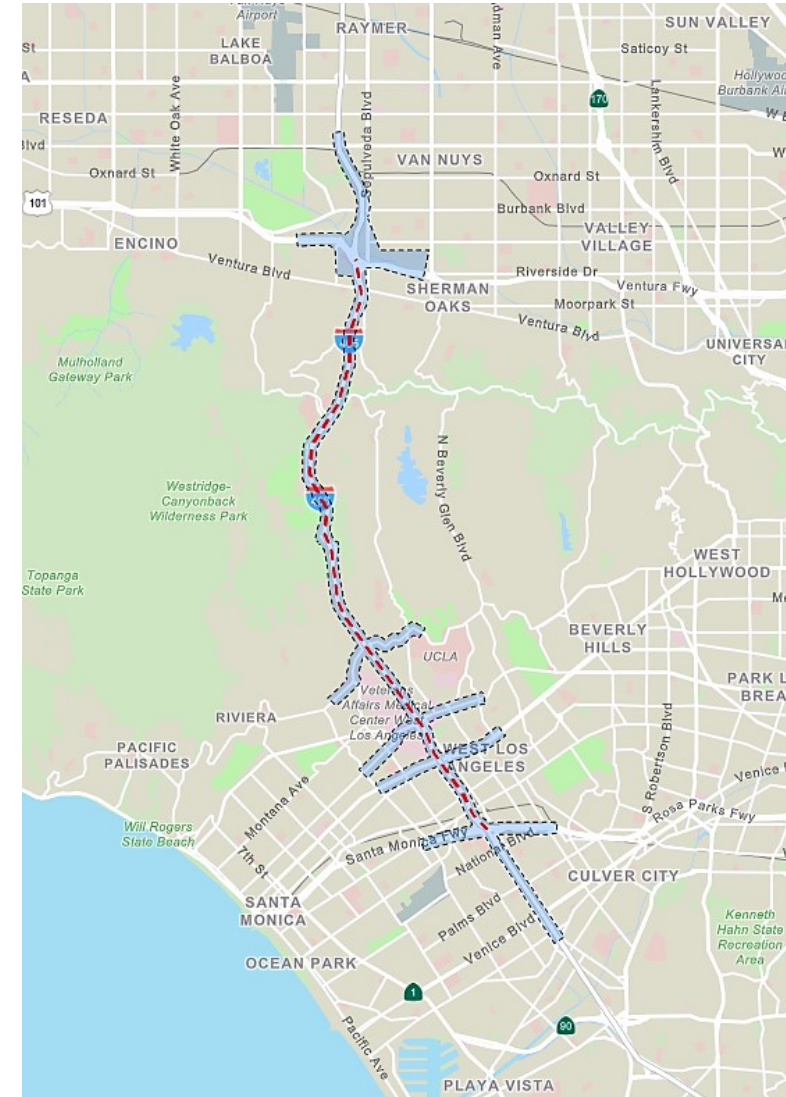 Airport
RAYMER
SUN VALLEY
LAKE
BALBOA
St
Saticoy St
White Oak Ave
Sepulveda Blvd
Lankershim Blvd
Hollywoo
Burbank Air
170
RESEDA
VAN NUYS
Oxnard St
Oxnard St
101
Burbank Blvd
VALLEY
VILLAGE
ENCINO
Ventura Blvd
Riverside Dr
SHERMAN
OAKS
Ventura Fwy
Moorpark St
Ventura Blvd
UNIVERSA
CITY
Mulholland
Gateway Park
N Beverly Glen Blvd
Westridge-
Canyonback
Wilderness Park
Topanga
State Park
WEST
HOLLYWOOD
BEVERLY
HILLS
UCLA
PARK L
BREA
Veterans
Affairs Medical
Center West
Los Angeles
RIVIERA
S Robertson Blvd
PACIFIC
PALISADES
WEST LOS
ANGELES
Venice
Montana Ave
Rosa Parks Fwy
Will Rogers
State Beach
7th St
Santa Monica Fwy
National Blvd
CULVER CITY
SANTA
MONICA
Palms Blvd
Kenneth
Hahn State
Recreation
Area
Venice Blvd
OCEAN PARK
1
90
Pacific Ave
PLAYA VISTA